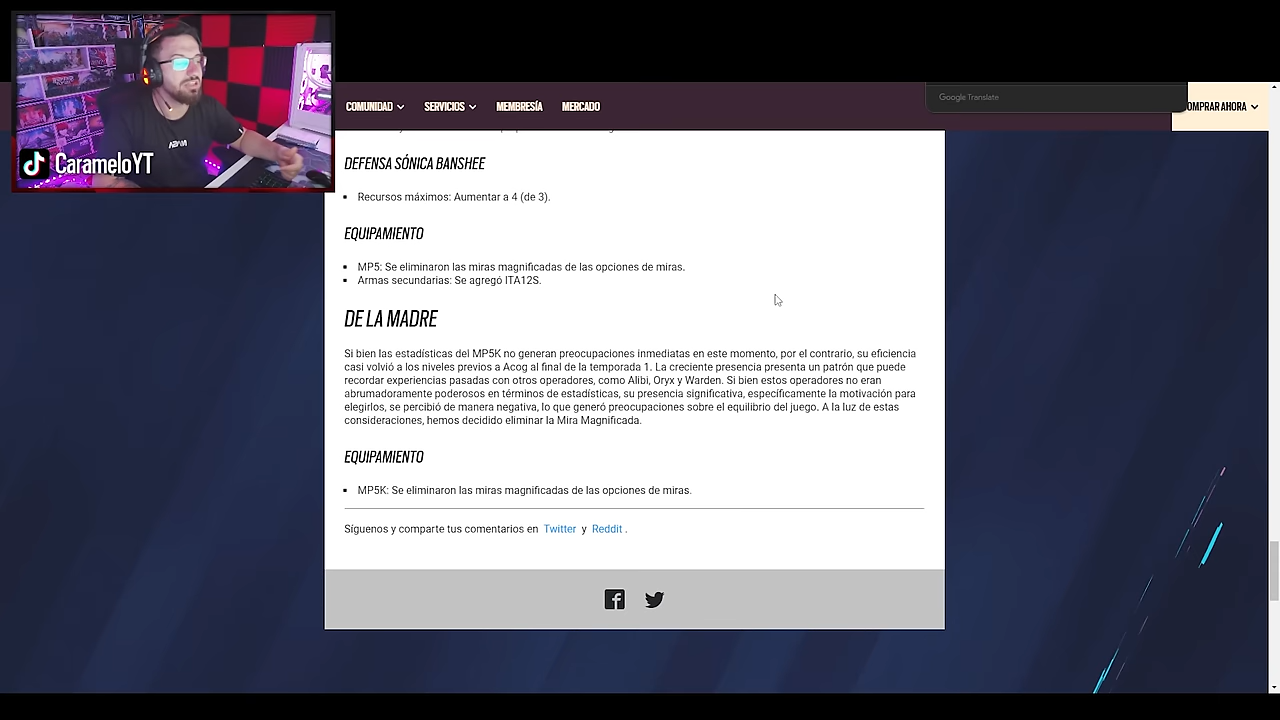 COMUNIDAD
SERVICIOS
MEMBRESÍA
MERCADO
Google Translate
OMPRAR AHORA
CarameloYT
DEFENSA SÓNICA BANSHEE
Recursos máximos: Aumentar a 4 (de 3).
EQUIPAMIENTO
MP5: Se eliminaron las miras magnificadas de las opciones de miras.
Armas secundarias: Se agregó ITA12S.
DE LA MADRE
Si bien las estadísticas del MP5K no generan preocupaciones inmediatas en este momento, por el contrario, su eficiencia
casi volvió a los niveles previos a Acog al final de la temporada 1. La creciente presencia presenta un patrón que puede
recordar experiencias pasadas con otros operadores, como Alibi, Oryx y Warden. Si bien estos operadores no eran
abrumadoramente poderosos en términos de estadísticas, su presencia significativa, específicamente la motivación para
elegirlos, se percibió de manera negativa, lo que generó preocupaciones sobre el equilibrio del juego. A la luz de estas
consideraciones, hemos decidido eliminar la Mira Magnificada.
EQUIPAMIENTO
MP5K: Se eliminaron las miras magnificadas de las opciones de miras.
Síguenos y comparte tus comentarios en Twitter y Reddit .